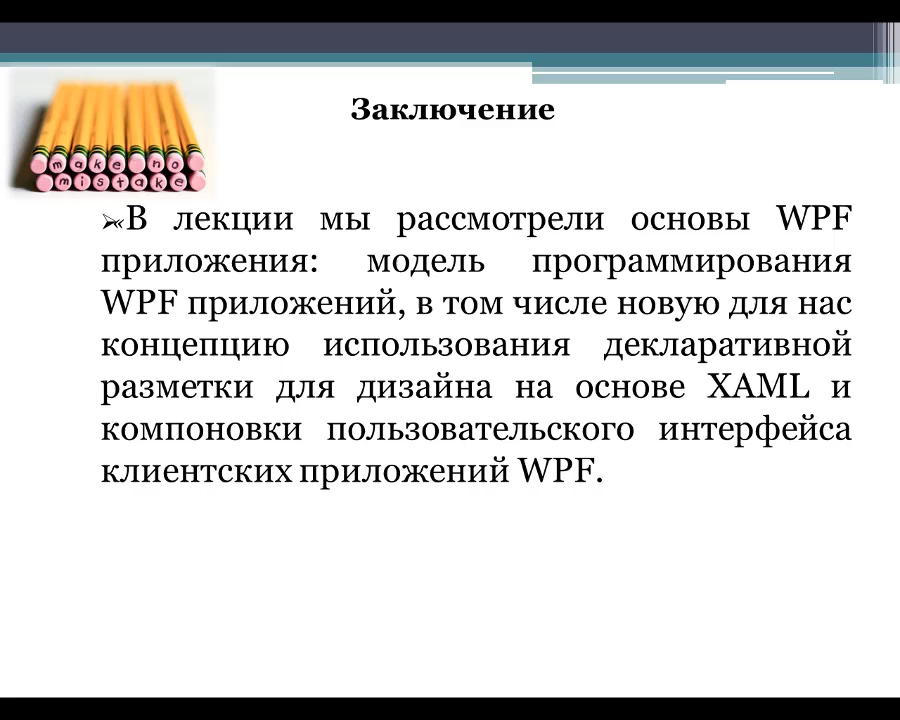 Заключение
make no
mistake
➢В лекции мы рассмотрели основы WPF
приложения: модель программирования
WPF приложений, в том числе новую для нас
концепцию использования декларативной
разметки для дизайна на основе XAML и
компоновки пользовательского интерфейса
клиентских приложений WPF.